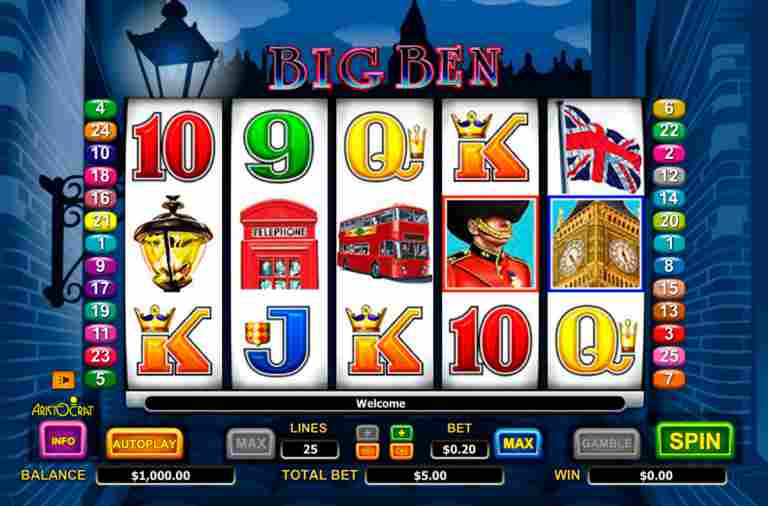 BIG BEN
4
24
10
18
16
21
1
9
17
19
11
23
5
10
9
Q
K
TELEPHONE
K
J
K
10
Q
6
22
2
12
14
20
1
8
15
13
3
25
7
ARISTOCRAT
Welcome
INFO
AUTOPLAY
MAX
LINES
25
BET
$0.20
MAX
GAMBLE
SPIN
BALANCE
$1,000.00
TOTAL BET
$5.00
WIN
$0.00